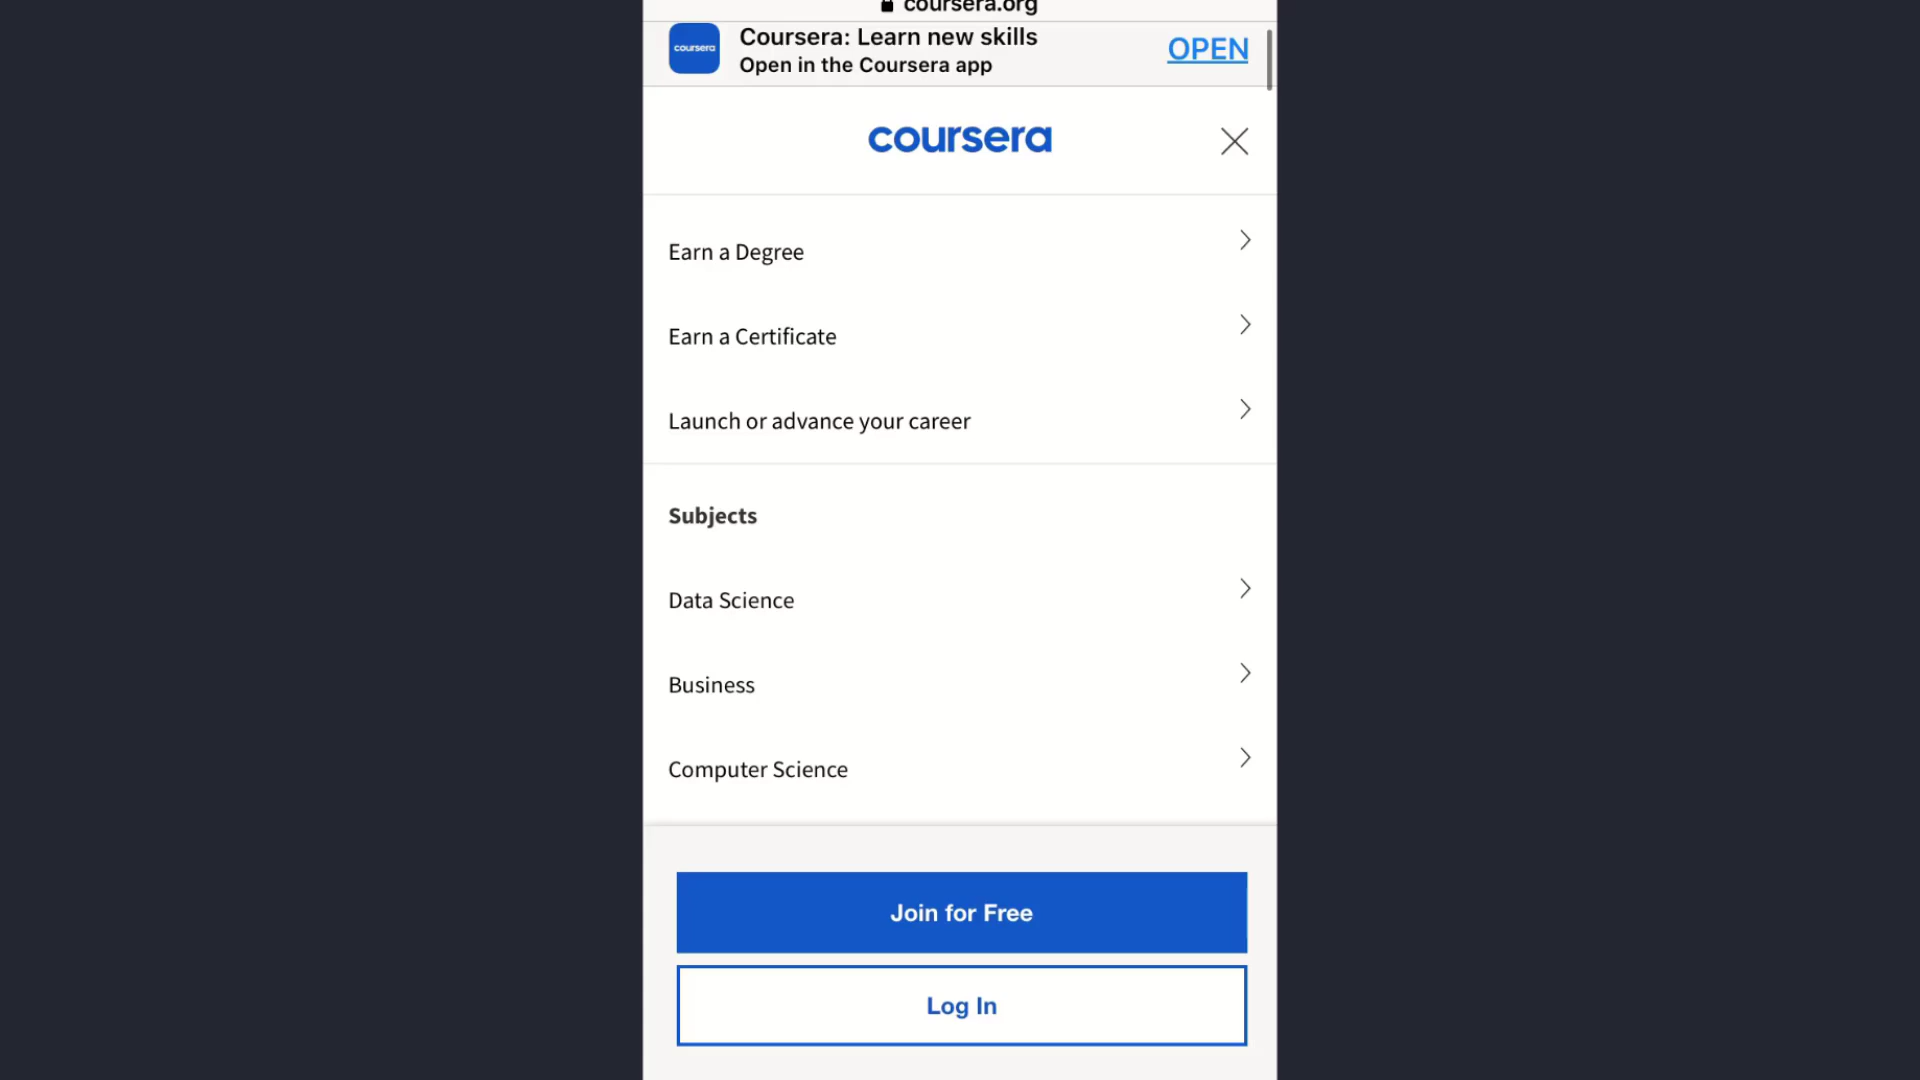 coursera.org
coursera
Coursera: Learn new skills
Open in the Coursera app
OPEN
coursera
Earn a Degree
Earn a Certificate
Launch or advance your career
Subjects
Data Science
Business
Computer Science
Join for Free
Log In